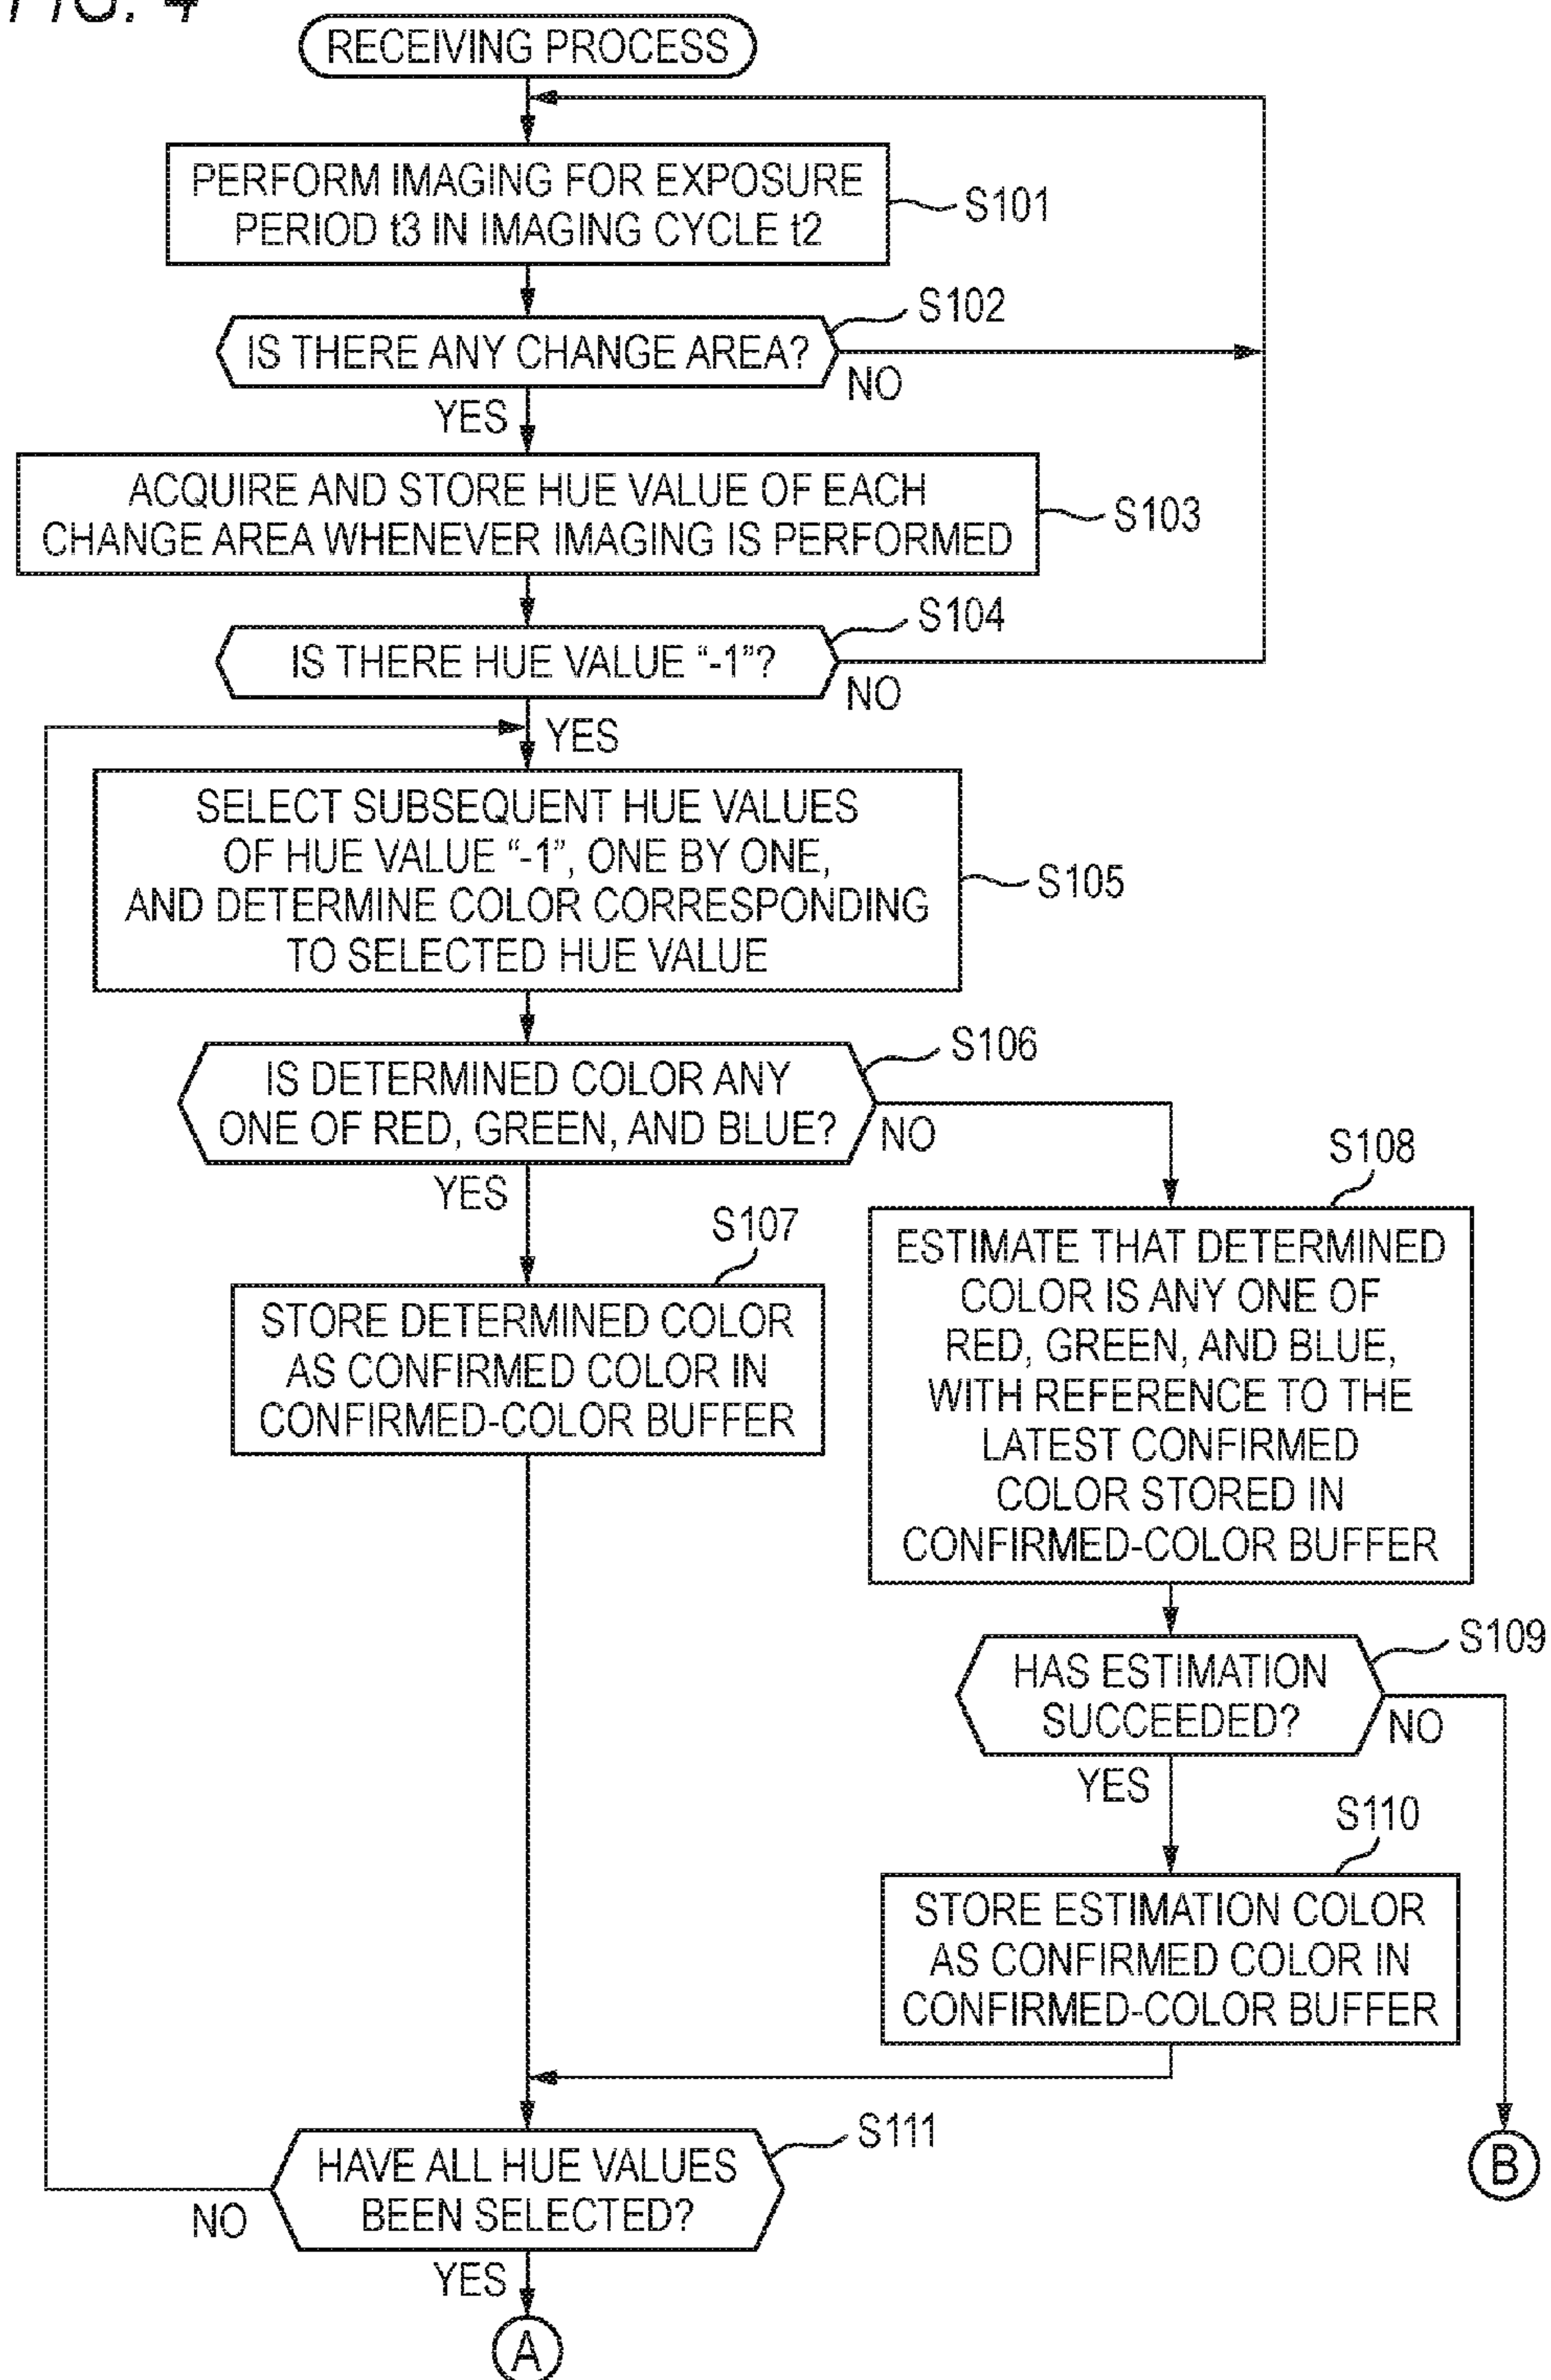 FIG. 4
RECEIVING PROCESS
PERFORM IMAGING FOR EXPOSURE
PERIOD t3 IN IMAGING CYCLE t2
S101
S102
IS THERE ANY CHANGE AREA?
NO
YES
ACQUIRE AND STORE HUE VALUE OF EACH
CHANGE AREA WHENEVER IMAGING IS PERFORMED
S103
S104
IS THERE HUE VALUE “-1”?
NO
YES
SELECT SUBSEQUENT HUE VALUES
OF HUE VALUE “-1”, ONE BY ONE,
AND DETERMINE COLOR CORRESPONDING
TO SELECTED HUE VALUE
S105
S106
IS DETERMINED COLOR ANY
ONE OF RED, GREEN, AND BLUE?
NO
YES
S107
STORE DETERMINED COLOR
AS CONFIRMED COLOR IN
CONFIRMED-COLOR BUFFER
S108
ESTIMATE THAT DETERMINED
COLOR IS ANY ONE OF
RED, GREEN, AND BLUE,
WITH REFERENCE TO THE
LATEST CONFIRMED
COLOR STORED IN
CONFIRMED-COLOR BUFFER
S109
HAS ESTIMATION
SUCCEEDED?
NO
YES
S110
STORE ESTIMATION COLOR
AS CONFIRMED COLOR IN
CONFIRMED-COLOR BUFFER
S111
HAVE ALL HUE VALUES
BEEN SELECTED?
NO
YES
B
A